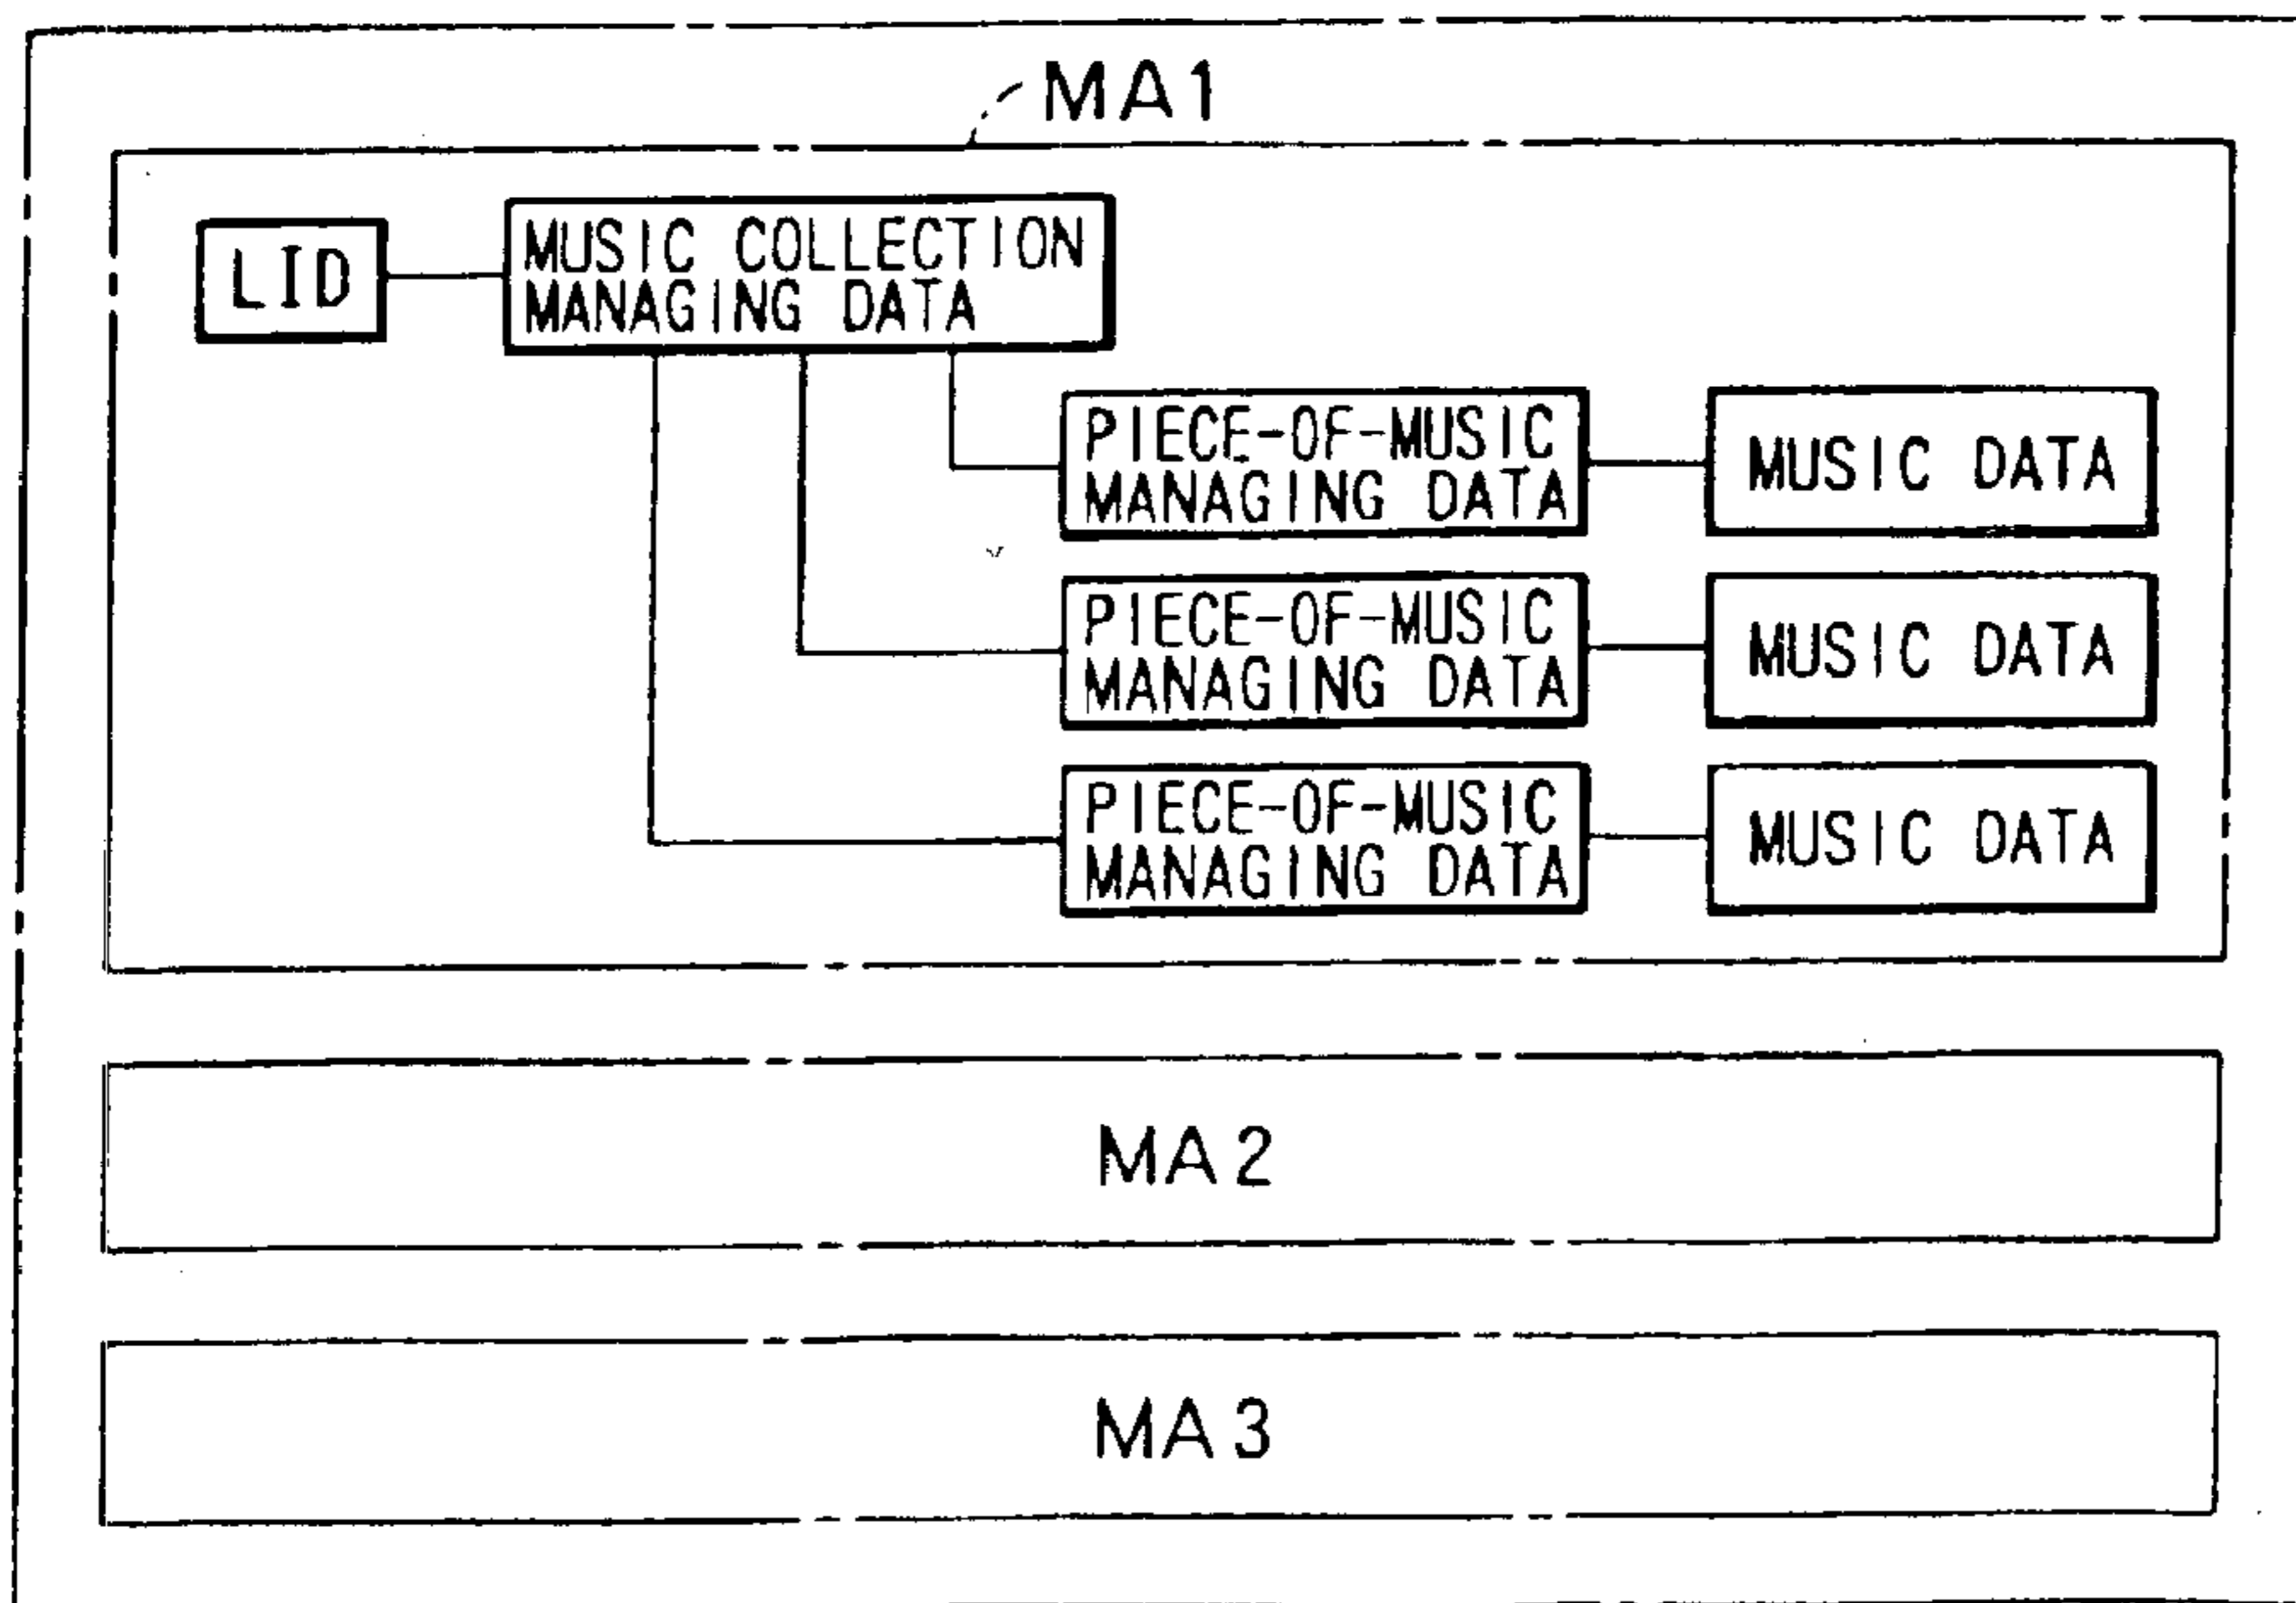 MA1
LID
MUSIC COLLECTION
MANAGING DATA
PIECE-OF-MUSIC
MANAGING DATA
MUSIC DATA
PIECE-OF-MUSIC
MANAGING DATA
MUSIC DATA
PIECE-OF-MUSIC
MANAGING DATA
MUSIC DATA
MA2
MA3